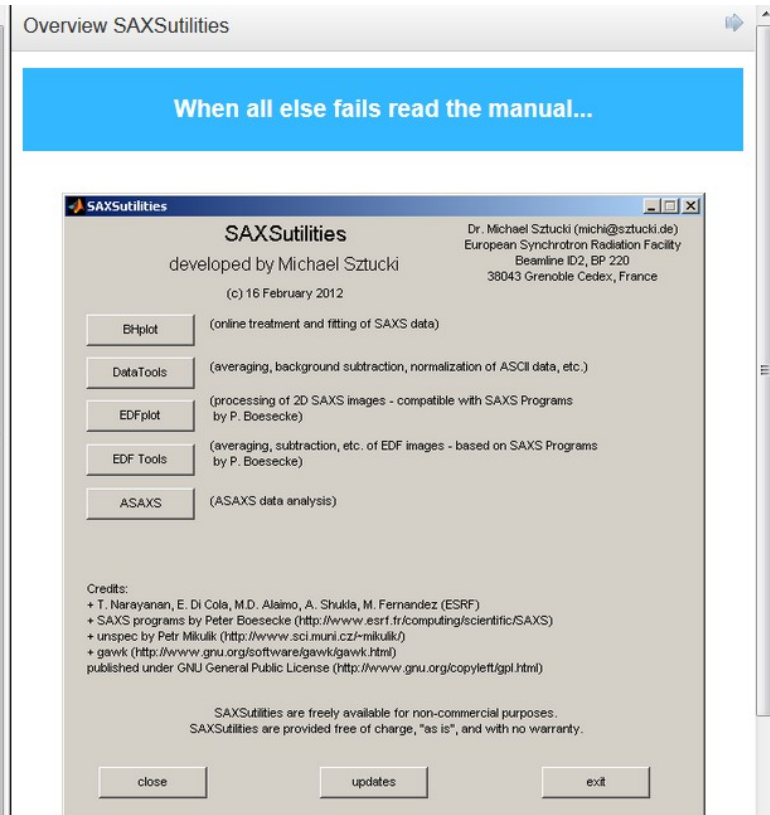 Overview SAXSutilities
When all else fails read the manual...
SAXSutilities
SAXSutilities
developed by Michael Sztucki
(c) 16 February 2012
Dr. Michael Sztucki (michi@sztucki.de)
European Synchrotron Radiation Facility
Beamline ID2, BP 220
38043 Grenoble Cedex, France
BHplot
(online treatment and fitting of SAXS data)
DataTools
(averaging, background subtraction, normalization of ASCII data, etc.)
EDFplot
(processing of 2D SAXS images - compatible with SAXS Programs
by P. Boesecke)
EDF Tools
(averaging, subtraction, etc. of EDF images - based on SAXS Programs
by P. Boesecke)
ASAXS
(ASAXS data analysis)
Credits:
+ T. Narayanan, E. Di Cola, M.D. Alaimo, A. Shukla, M. Fernandez (ESRF)
+ SAXS programs by Peter Boesecke (http://www.esrf.fr/computing/scientific/SAXS)
+ unspec by Petr Mikulik (http://www.sci.muni.cz/~mikulik/)
+ gawk (http://www.gnu.org/software/gawk/gawk.html)
published under GNU General Public License (http://www.gnu.org/copyleft/gpl.html)
SAXSutilities are freely available for non-commercial purposes.
SAXSutilities are provided free of charge, "as is", and with no warranty.
close
updates
exit